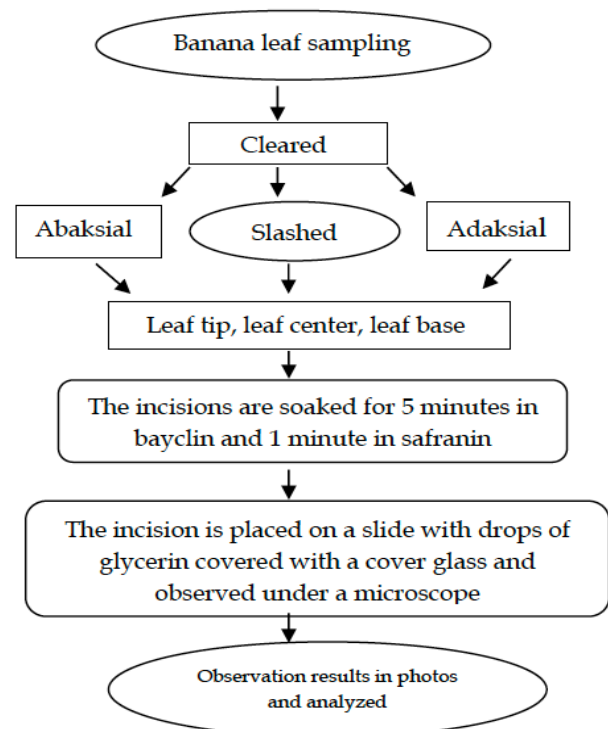 Banana leaf sampling
Cleared
Abaksial
Slashed
Adaksial
Leaf tip, leaf center, leaf base
The incisions are soaked for 5 minutes in
bayclin and 1 minute in safranin
The incision is placed on a slide with drops of
glycerin covered with a cover glass and
observed under a microscope
Observation results in photos
and analyzed